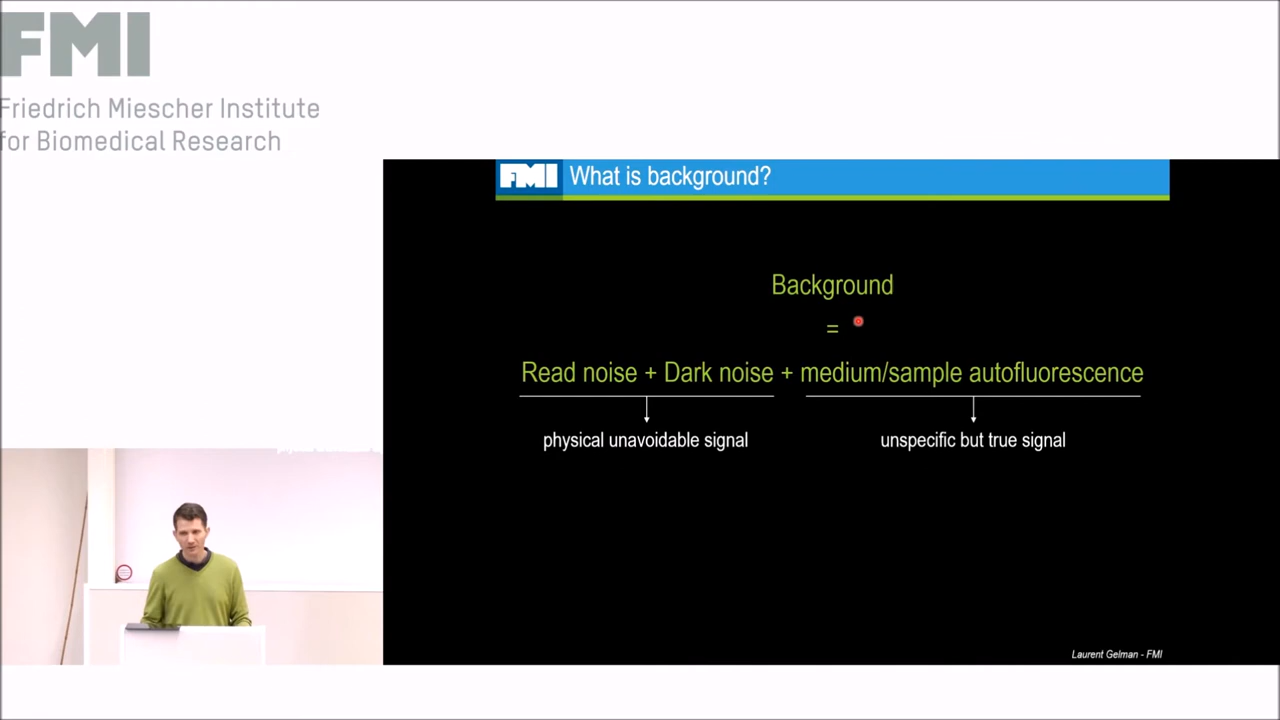 FMI
Friedrich Miescher Institute
for Biomedical Research
FMI What is background?
Background
=
Read noise + Dark noise + medium/sample autofluorescence
physical unavoidable signal
unspecific but true signal
Laurent Gelman - FMI